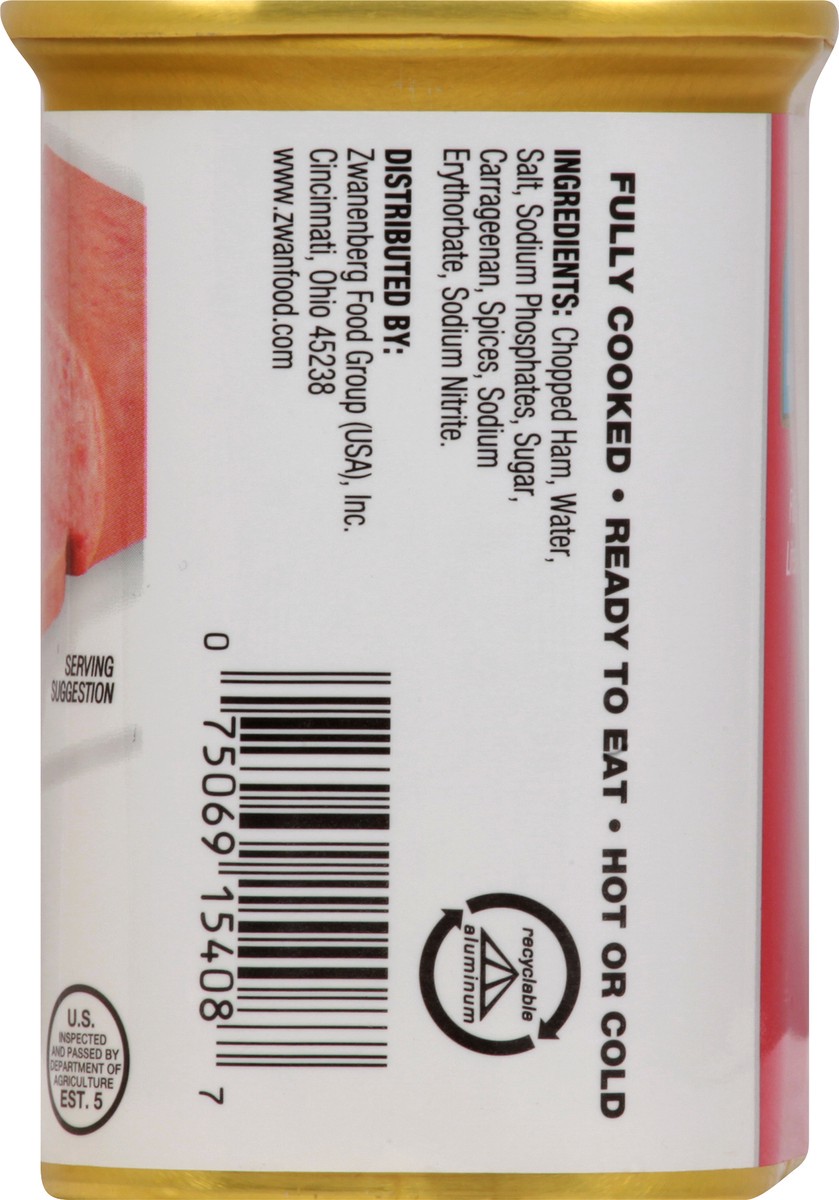 FULLY COOKED • READY TO EAT • HOT OR COLD
INGREDIENTS: Chopped Ham, Water,
Salt, Sodium Phosphates, Sugar,
Carrageenan, Spices, Sodium
Erythorbate, Sodium Nitrite.
DISTRIBUTED BY:
Zwanenberg Food Group (USA), Inc.
Cincinnati, Ohio 45238
www.zwanfood.com
recyclable
aluminum
0 75069 15408 7
SERVING
SUGGESTION
U.S.
INSPECTED
AND PASSED BY
DEPARTMENT OF
AGRICULTURE
EST. 5